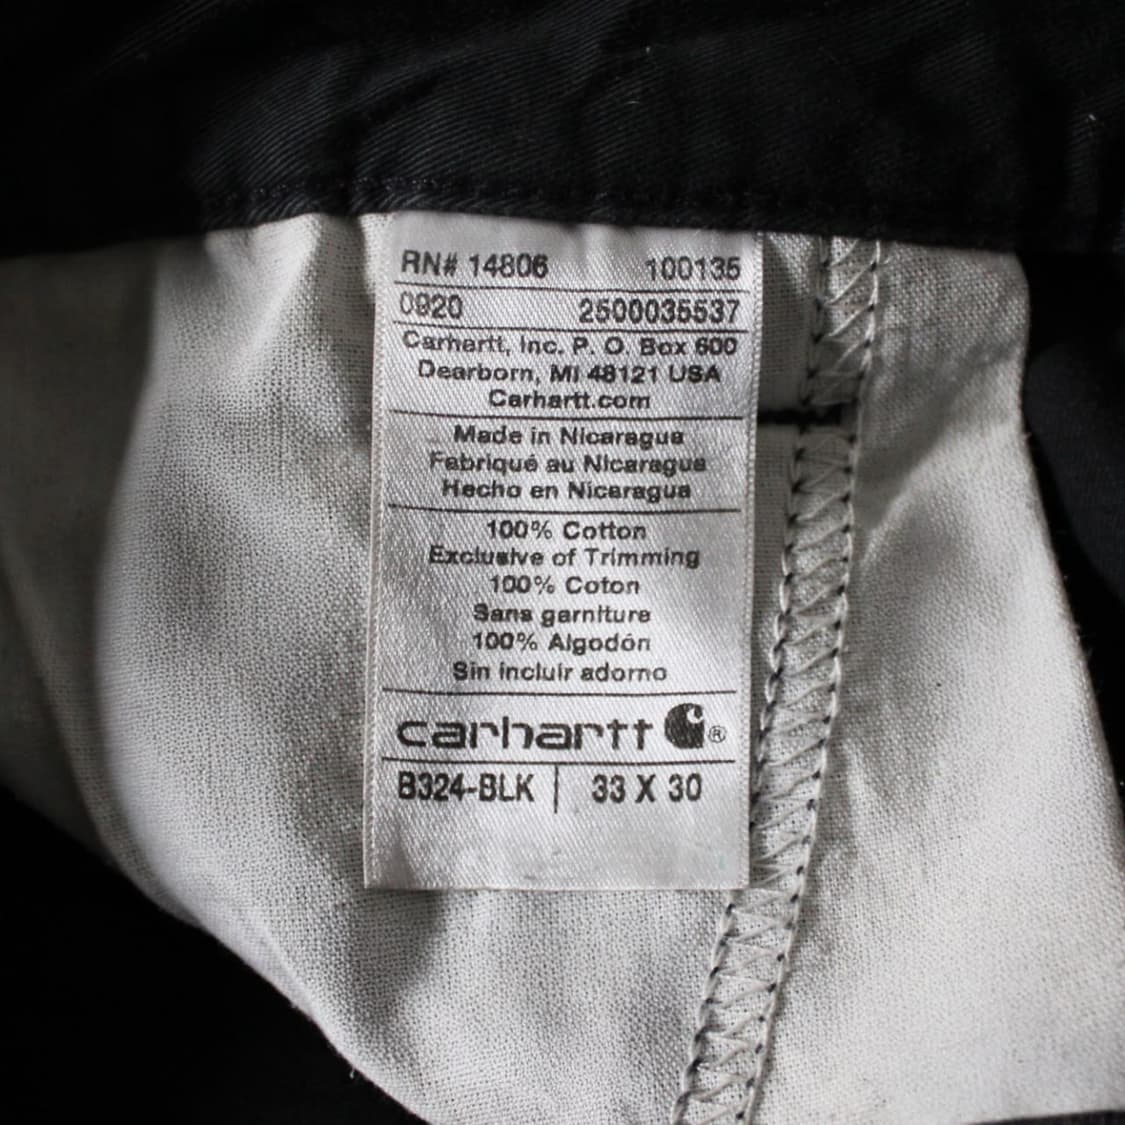 RN# 14806 100135
0920 2500035537
Carhartt, Inc. P. O. Box 600
Dearborn, MI 48121 USA
Carhartt.com
Made in Nicaragua
Fabriqué au Nicaragua
Hecho en Nicaragua
100% Cotton
Exclusive of Trimming
100% Coton
Sans garniture
100% Algodón
Sin incluir adorno
carhartt ®
B324-BLK | 33 X 30